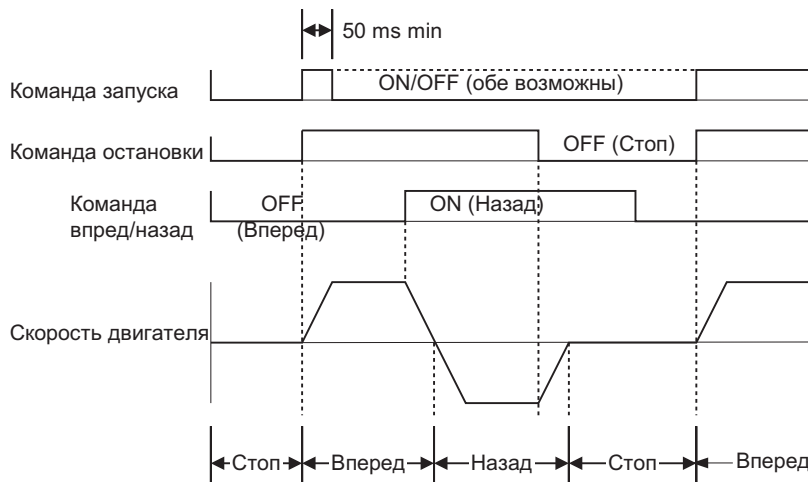 50 ms min
Команда запуска
ON/OFF (обе возможны)
Команда остановки
OFF (Стоп)
Команда
впред/назад
OFF
(Вперед)
ON (Назад)
Скорость двигателя
Стоп
Вперед
Назад
Стоп
Вперед